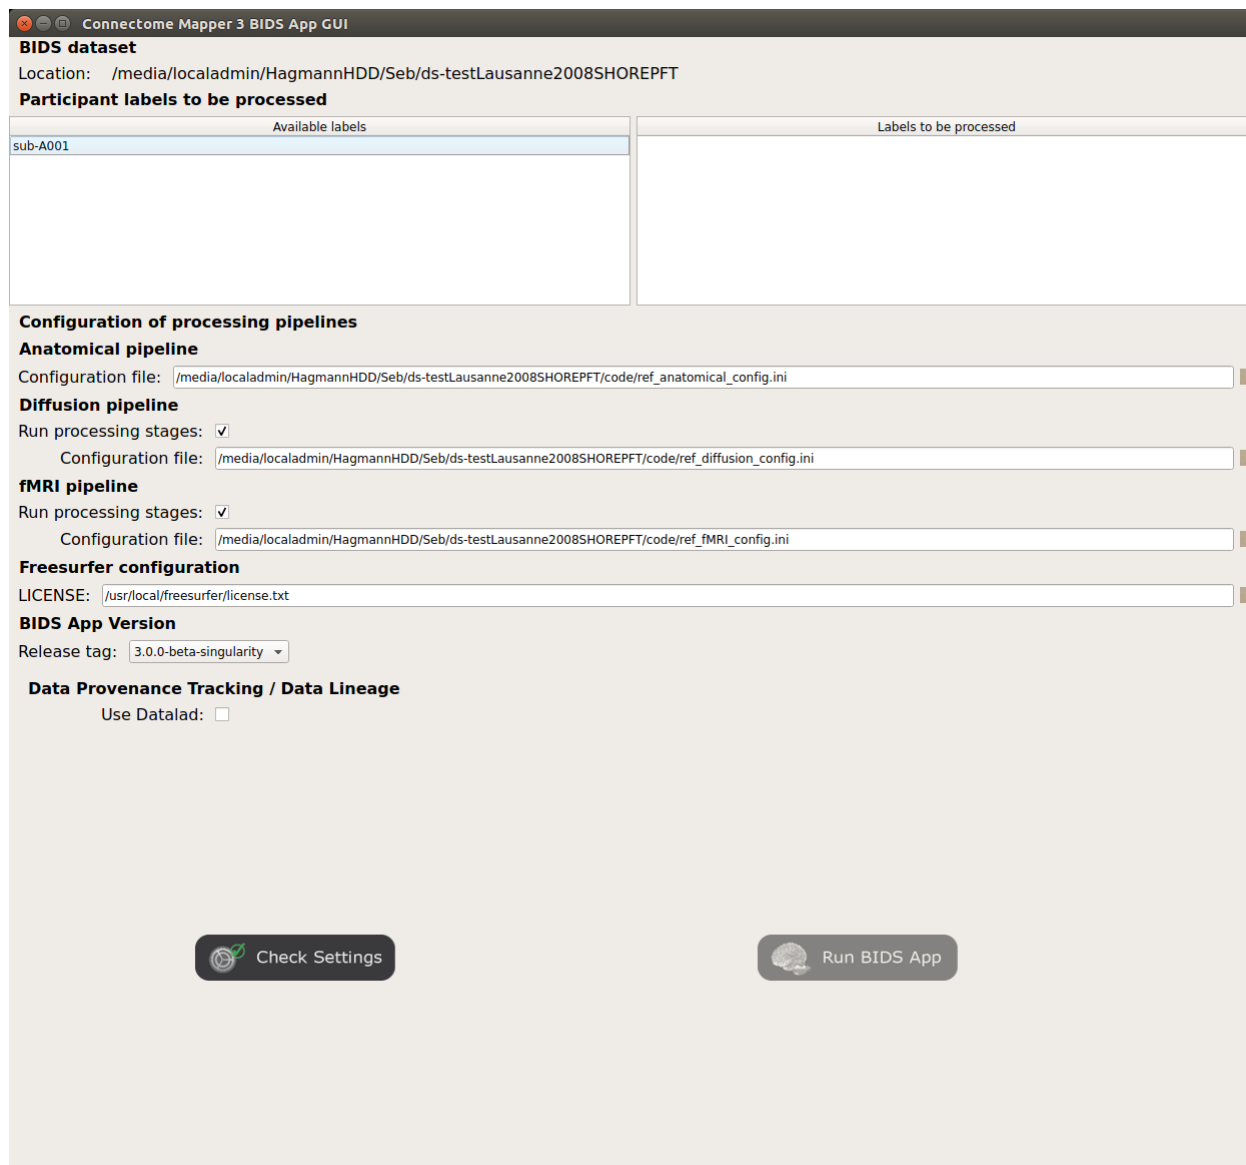 Connectome Mapper 3 BIDS App GUI
BIDS dataset
Location: /media/localadmin/HagmannHDD/Seb/ds-testLausanne2008SHOREPFT
Participant labels to be processed
Available labels Labels to be processed
sub-A001
Configuration of processing pipelines
Anatomical pipeline
Configuration file: /media/localadmin/HagmannHDD/Seb/ds-testLausanne2008SHOREPFT/code/ref_anatomical_config.ini
Diffusion pipeline
Run processing stages:
Configuration file: /media/localadmin/HagmannHDD/Seb/ds-testLausanne2008SHOREPFT/code/ref_diffusion_config.ini
fMRI pipeline
Run processing stages:
Configuration file: /media/localadmin/HagmannHDD/Seb/ds-testLausanne2008SHOREPFT/code/ref_fMRI_config.ini
Freesurfer configuration
LICENSE: /usr/local/freesurfer/license.txt
BIDS App Version
Release tag: 3.0.0-beta-singularity
Data Provenance Tracking / Data Lineage
Use Datalad:
Check Settings Run BIDS App